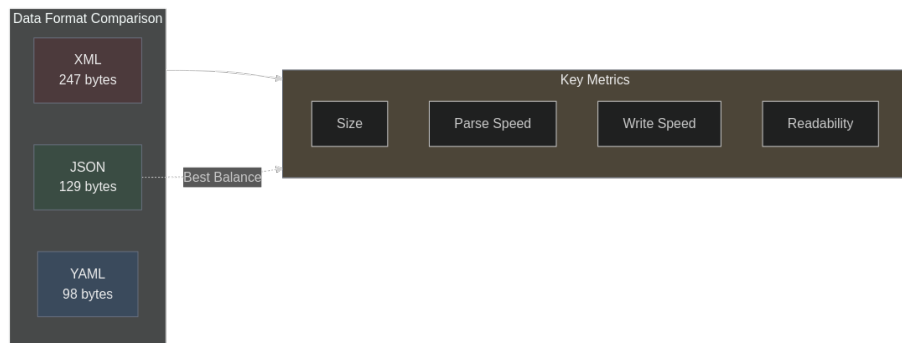 Data Format Comparison
XML
247 bytes
JSON
129 bytes
YAML
98 bytes
Best Balance
Key Metrics
Size
Parse Speed
Write Speed
Readability